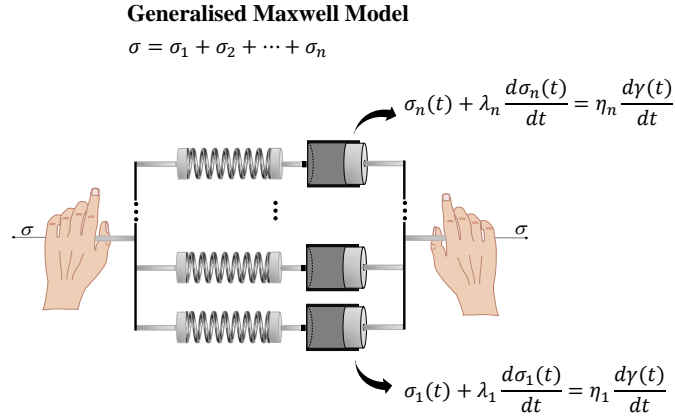 Generalised Maxwell Model
σ = σ₁ + σ₂ + ⋯ + σₙ
σₙ(t) + λₙ dσₙ(t)/dt = ηₙ dγ(t)/dt
σ
σ
σ₁(t) + λ₁ dσ₁(t)/dt = η₁ dγ(t)/dt